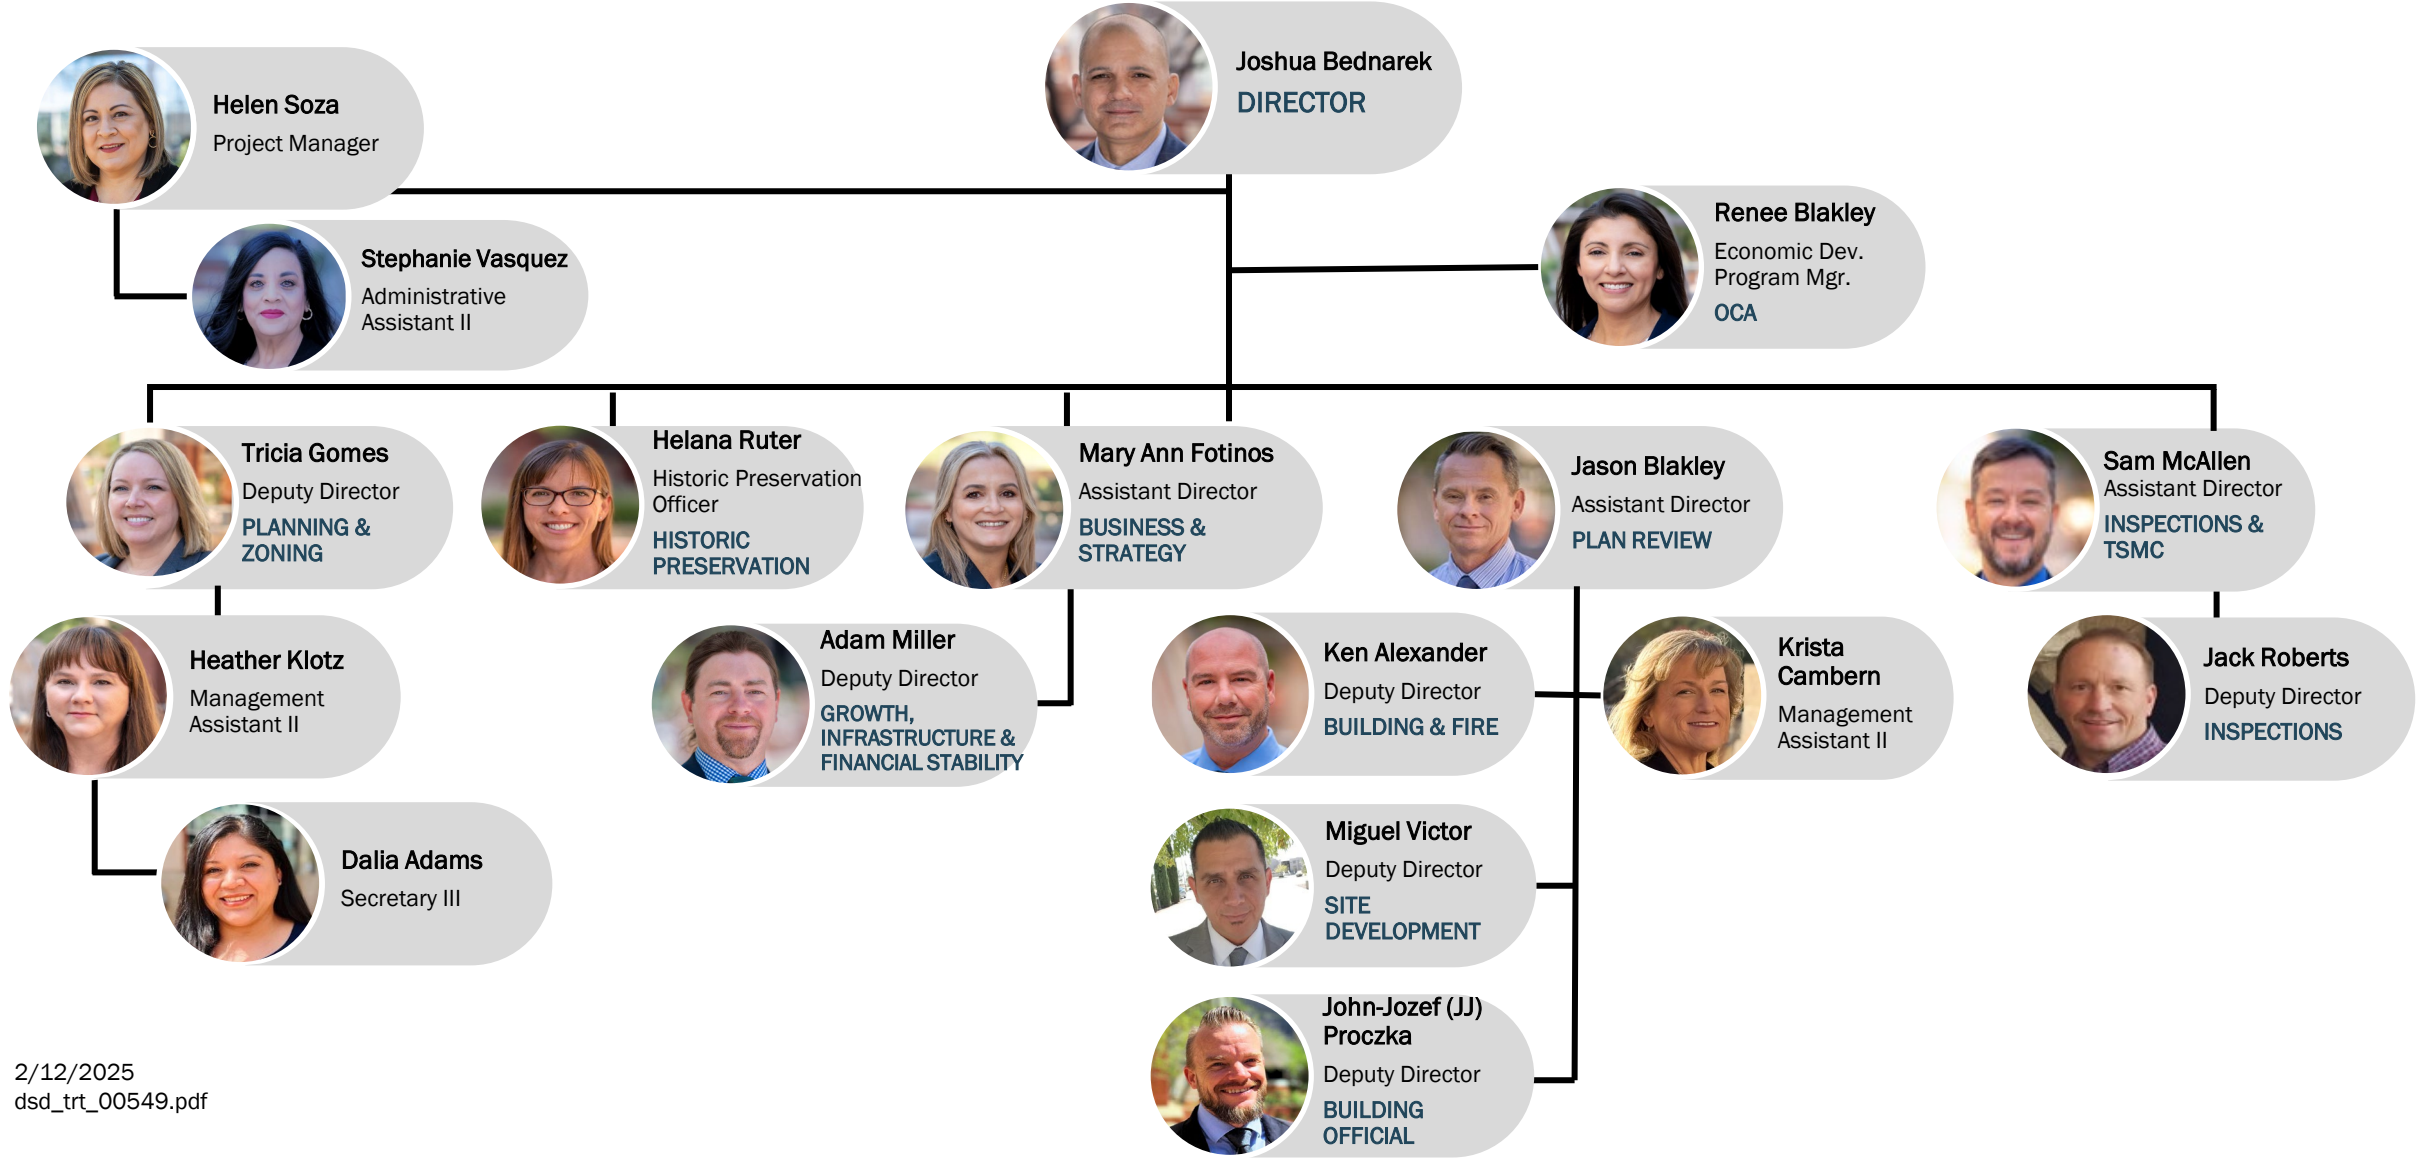 Joshua Bednarek
DIRECTOR
Helen Soza
Project Manager
Stephanie Vasquez
Administrative
Assistant II
Renee Blakley
Economic Dev.
Program Mgr.
OCA
Tricia Gomes
Deputy Director
PLANNING &
ZONING
Helana Ruter
Historic Preservation
Officer
HISTORIC
PRESERVATION
Mary Ann Fotinos
Assistant Director
BUSINESS &
STRATEGY
Jason Blakley
Assistant Director
PLAN REVIEW
Sam McAllen
Assistant Director
INSPECTIONS &
TSMC
Heather Klotz
Management
Assistant II
Adam Miller
Deputy Director
GROWTH,
INFRASTRUCTURE &
FINANCIAL STABILITY
Ken Alexander
Deputy Director
BUILDING & FIRE
Krista
Cambern
Management
Assistant II
Jack Roberts
Deputy Director
INSPECTIONS
Dalia Adams
Secretary III
Miguel Victor
Deputy Director
SITE
DEVELOPMENT
John-Jozef (JJ)
Proczka
Deputy Director
BUILDING
OFFICIAL
2/12/2025
dsd_trt_00549.pdf